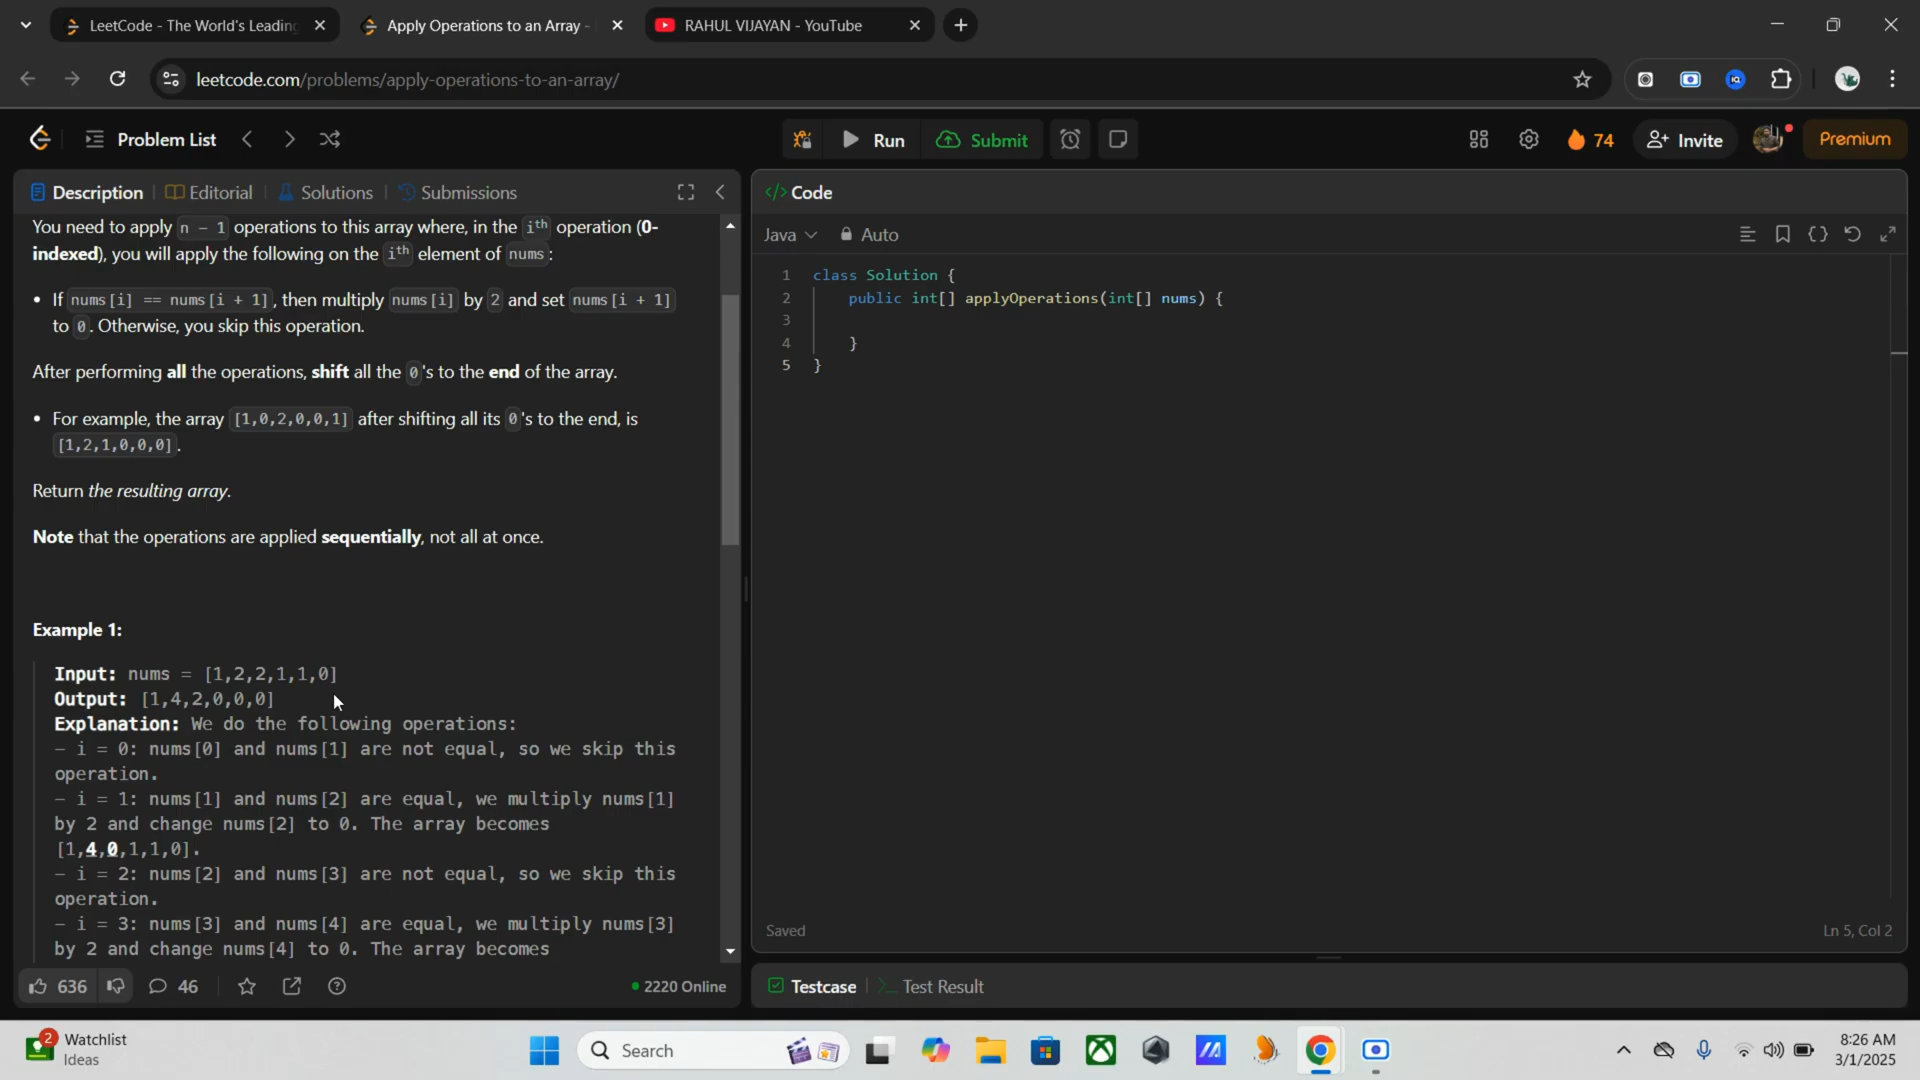 LeetCode - The World's Leading
Apply Operations to an Array -
RAHUL VIJAYAN - YouTube
leetcode.com/problems/apply-operations-to-an-array/
Problem List
Run
Submit
74
Invite
Premium
Description
Editorial
Solutions
Submissions
You need to apply n - 1 operations to this array where, in the ith operation (0-
indexed), you will apply the following on the ith element of nums:
• If nums[i] == nums[i + 1], then multiply nums[i] by 2 and set nums[i + 1]
to 0. Otherwise, you skip this operation.
After performing all the operations, shift all the 0's to the end of the array.
• For example, the array [1,0,2,0,0,1] after shifting all its 0's to the end, is
[1,2,1,0,0,0].
Return the resulting array.
Note that the operations are applied sequentially, not all at once.
Example 1:
Input: nums = [1,2,2,1,1,0]
Output: [1,4,2,0,0,0]
Explanation: We do the following operations:
- i = 0: nums[0] and nums[1] are not equal, so we skip this
operation.
- i = 1: nums[1] and nums[2] are equal, we multiply nums[1]
by 2 and change nums[2] to 0. The array becomes
[1,4,0,1,1,0].
- i = 2: nums[2] and nums[3] are not equal, so we skip this
operation.
- i = 3: nums[3] and nums[4] are equal, we multiply nums[3]
by 2 and change nums[4] to 0. The array becomes
636
46
2220 Online
</> Code
Java
Auto
1 class Solution {
2 public int[] applyOperations(int[] nums) {
3
4 }
5 }
Saved
Ln 5, Col 2
Testcase
Test Result
2
Watchlist
Ideas
Search
8:26 AM
3/1/2025